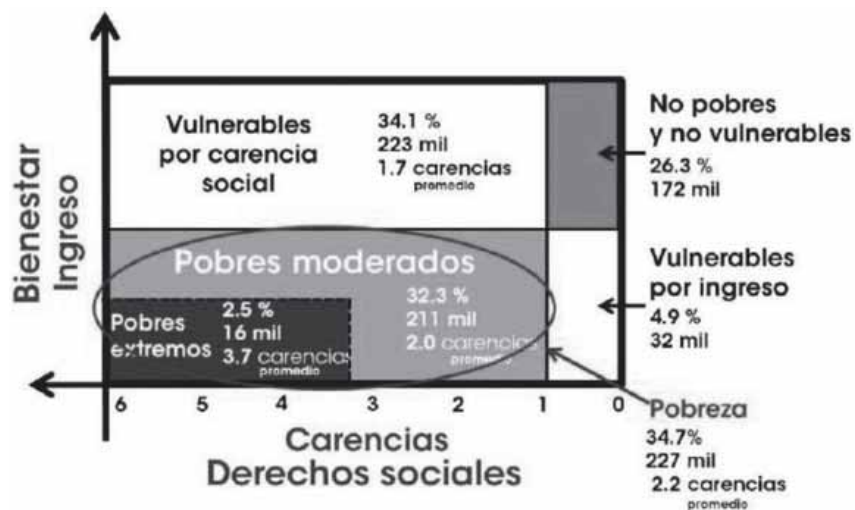 Bienestar
Ingreso
Vulnerables
por carencia
social
34.1 %
223 mil
1.7 carencias
promedio
No pobres
y no vulnerables
26.3 %
172 mil
Pobres moderados
32.3 %
211 mil
2.0 carencias
promedio
Pobres
extremos
2.5 %
16 mil
3.7 carencias
promedio
Vulnerables
por ingreso
4.9 %
32 mil
6 5 4 3 2 1 0
Carencias
Derechos sociales
Pobreza
34.7%
227 mil
2.2 carencias
promedio